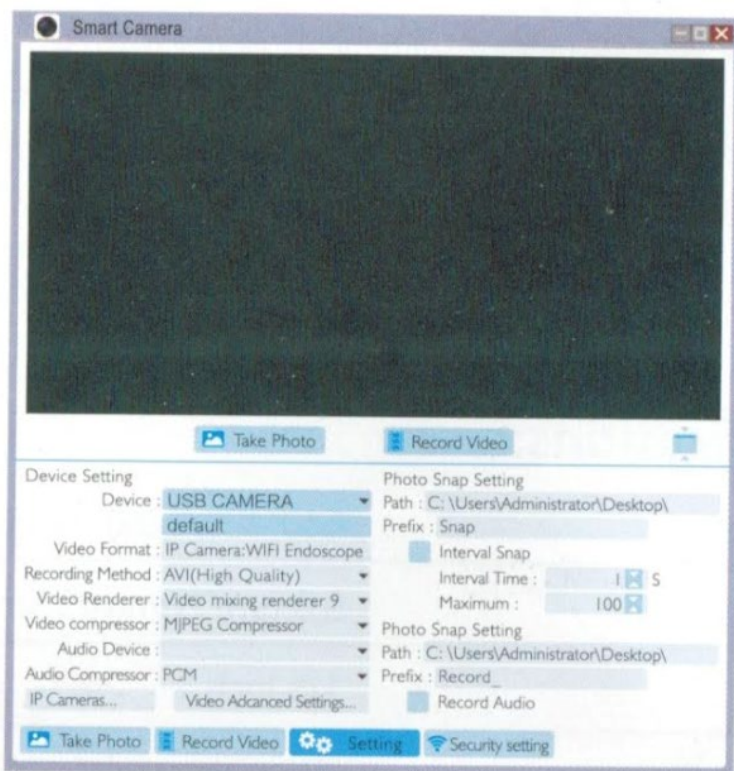 Smart Camera
Take Photo
Record Video
Device Setting
Device : USB CAMERA
default
Video Format : IP Camera:WIFI Endoscope
Recording Method : AVI(High Quality)
Video Renderer : Video mixing renderer 9
Video compressor : MJPEG Compressor
Audio Device :
Audio Compressor : PCM
IP Cameras...
Video Adcanced Settings...
Photo Snap Setting
Path : C: \Users\Administrator\Desktop\
Prefix : Snap
Interval Snap
Interval Time : 1 S
Maximum : 100
Photo Snap Setting
Path : C: \Users\Administrator\Desktop\
Prefix : Record_
Record Audio
Take Photo
Record Video
Setting
Security setting